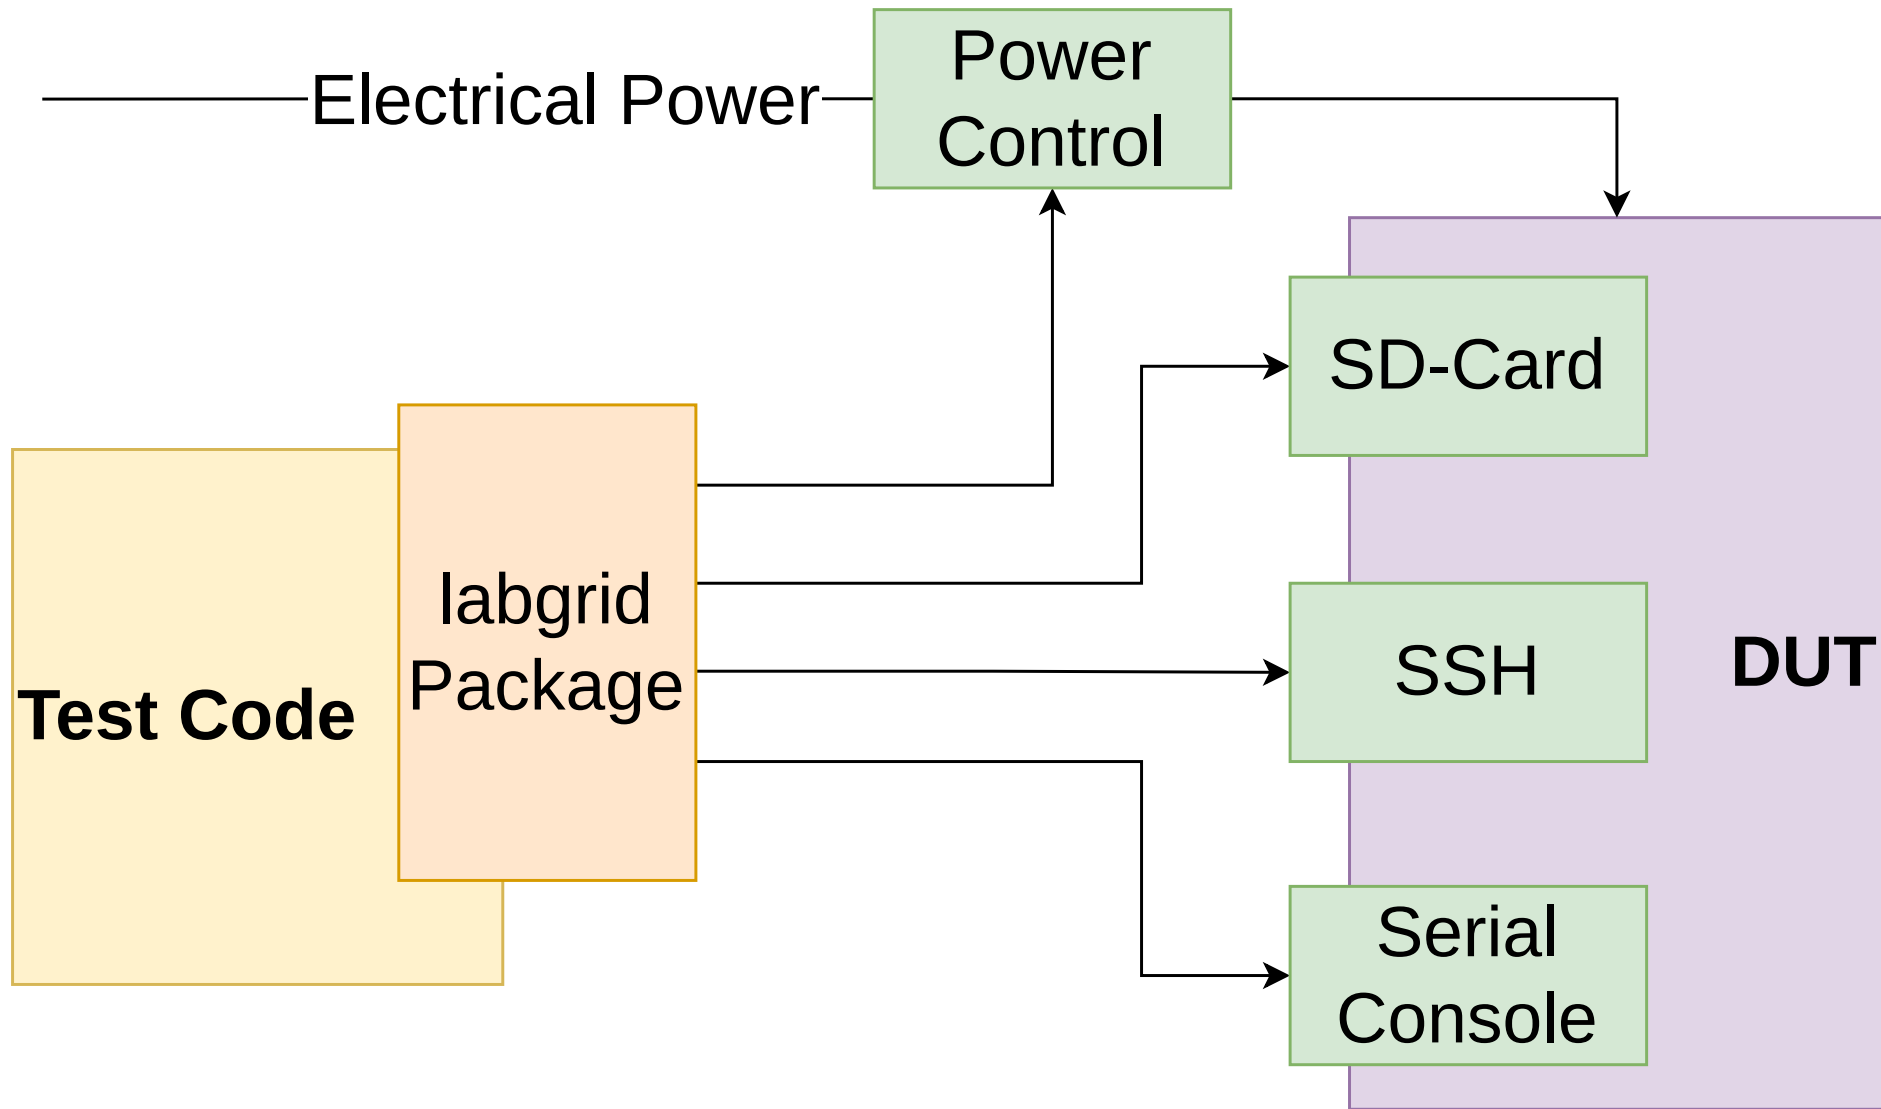 Electrical Power
Power
Control
SD-Card
labgrid
Package
Test Code
SSH
DUT
Serial
Console